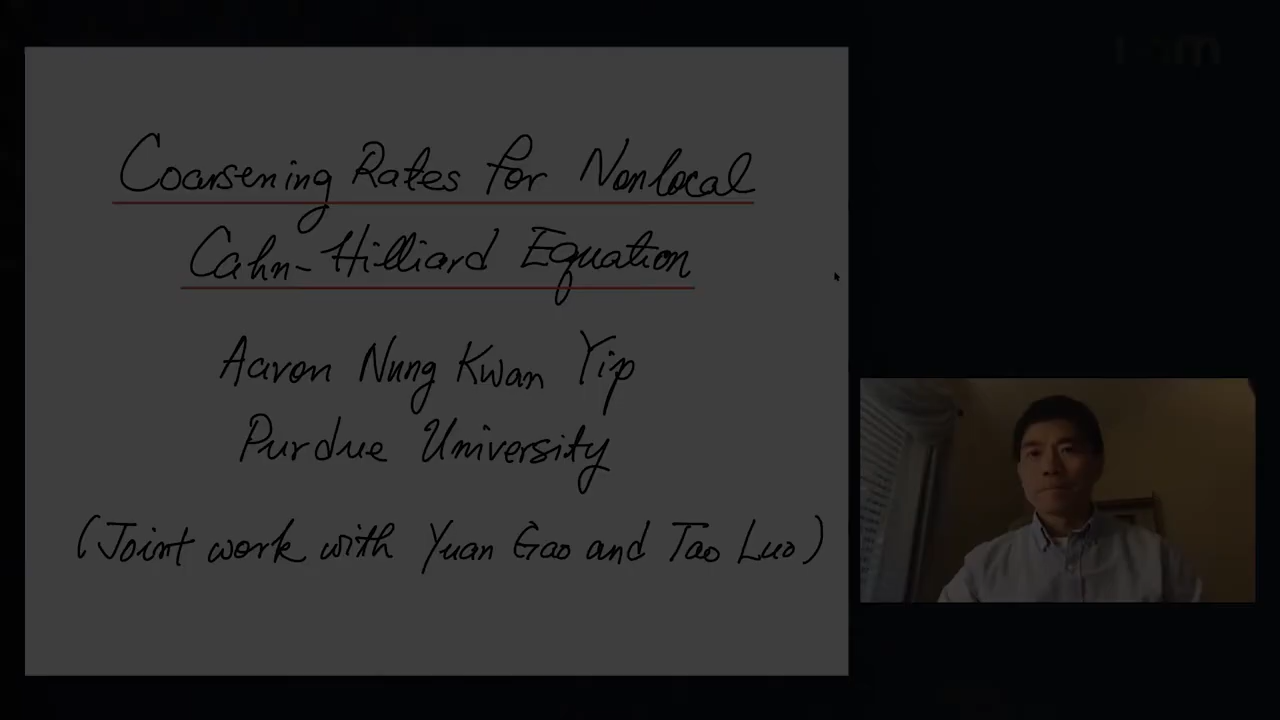 Coarsening Rates for Nonlocal
Cahn-Hilliard Equation
Aaron Nung Kwan Yip
Purdue University
(Joint work with Yuan Gao and Tao Luo)